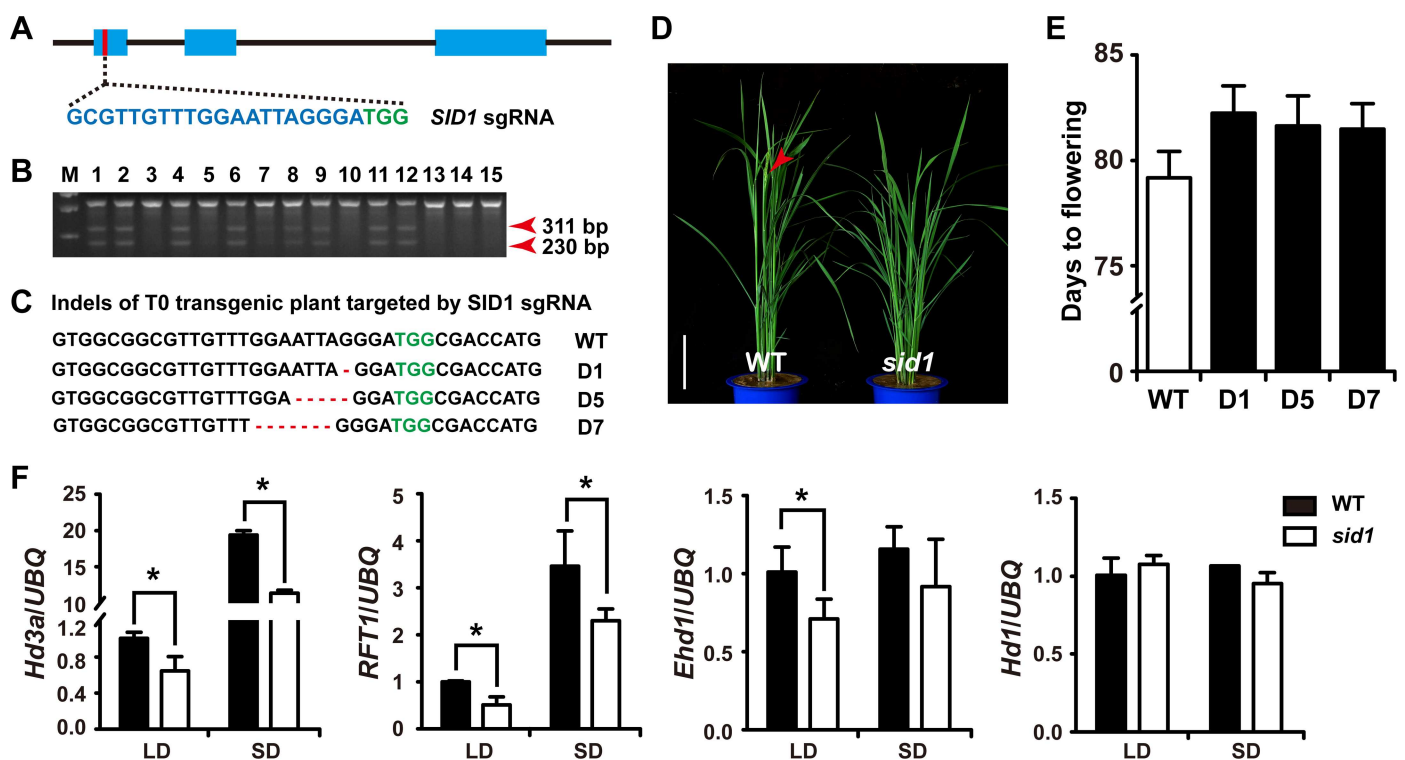 A
GCGTTGTTTGGAATTAGGGATGG SID1 sgRNA
B
M 1 2 3 4 5 6 7 8 9 10 11 12 13 14 15
311 bp
230 bp
C Indels of T0 transgenic plant targeted by SID1 sgRNA
GTGGCGGCGTTGTTTGGAATTAGGGATGGCGACCATG WT
GTGGCGGCGTTGTTTGGAATTA - GGATGGCGACCATG D1
GTGGCGGCGTTGTTTGGA - - - - - GGATGGCGACCATG D5
GTGGCGGCGTTGTTT - - - - - - - GGGATGGCGACCATG D7
D
WT sid1
E
Days to flowering
85
80
75
0
WT D1 D5 D7
F
Hd3a/UBQ
25
20
15
10
1.2
0.8
0.4
0.0
* *
LD SD
RFT1/UBQ
5
4
3
2
1
0
* *
LD SD
Ehd1/UBQ
1.5
1.0
0.5
0.0
*
LD SD
Hd1/UBQ
1.5
1.0
0.5
0.0
LD SD
WT
sid1